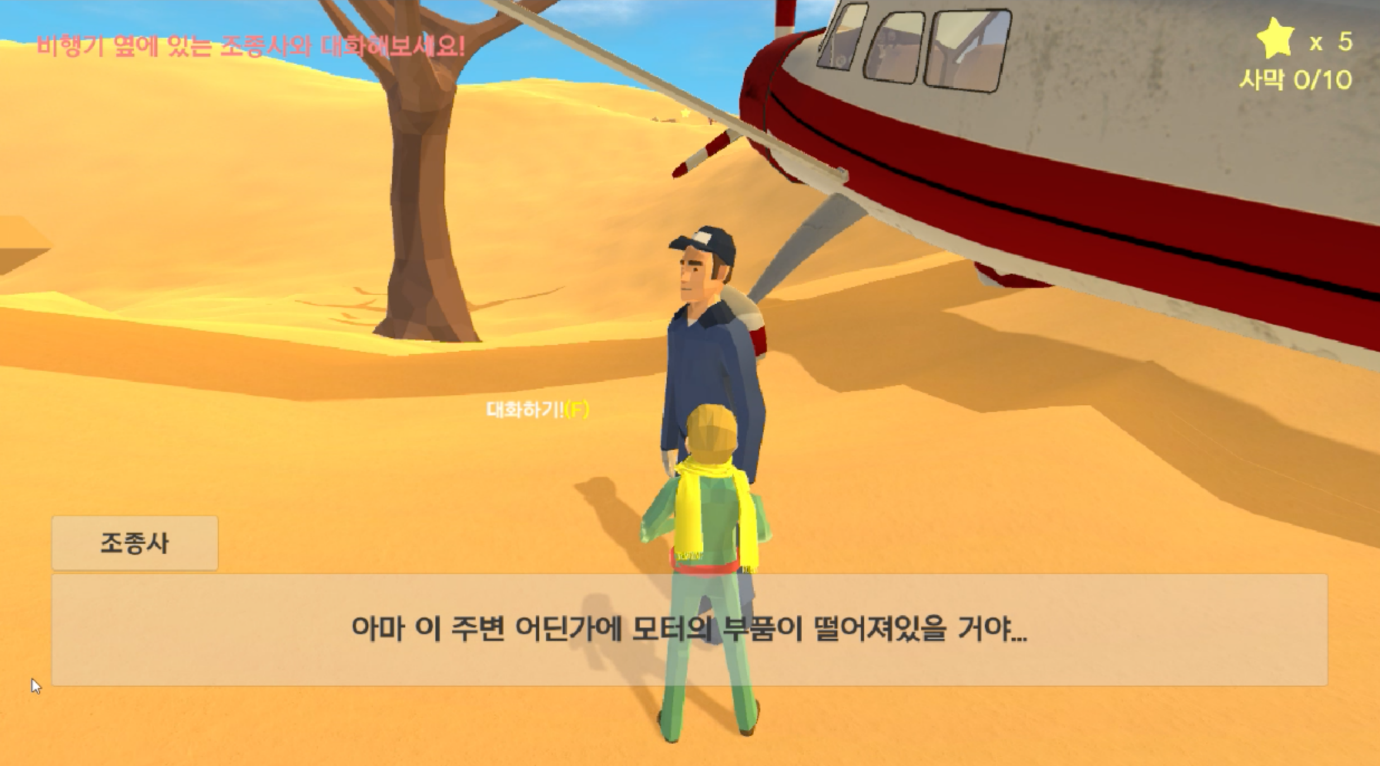 비행기 옆에 있는 조종사와 대화해보세요!
x 5
사막 0/10
대화하기!(F)
조종사
아마 이 주변 어딘가에 모터의 부품이 떨어져있을 거야...